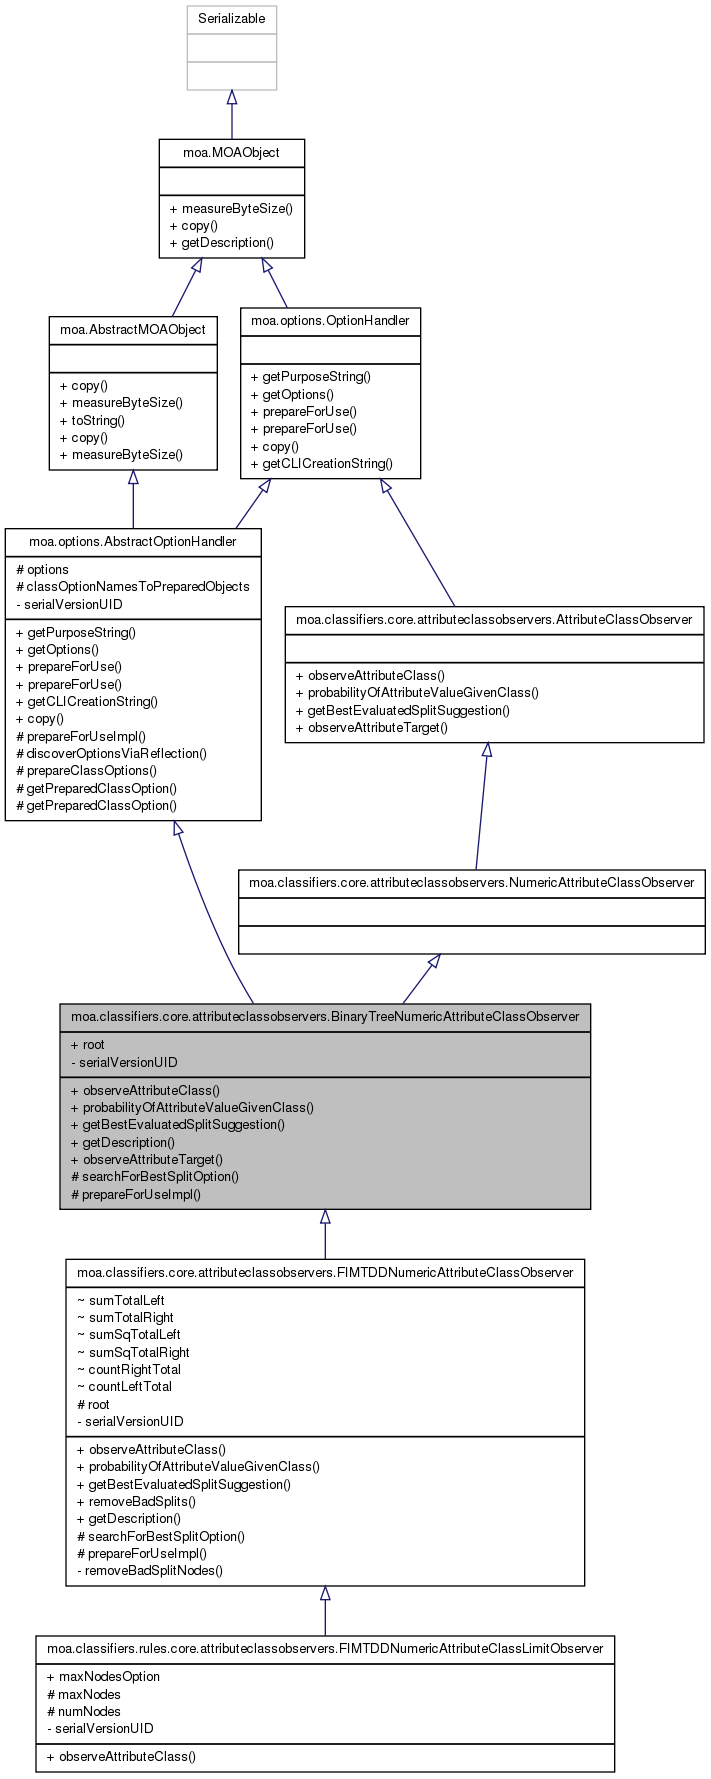 Serializable
moa.MOAObject
+ measureByteSize()
+ copy()
+ getDescription()
moa.AbstractMOAObject
+ copy()
+ measureByteSize()
+ toString()
+ copy()
+ measureByteSize()
moa.options.OptionHandler
+ getPurposeString()
+ getOptions()
+ prepareForUse()
+ prepareForUse()
+ copy()
+ getCLICreationString()
moa.options.AbstractOptionHandler
# options
# classOptionNamesToPreparedObjects
- serialVersionUID
+ getPurposeString()
+ getOptions()
+ prepareForUse()
+ prepareForUse()
+ getCLICreationString()
+ copy()
# prepareForUseImpl()
# discoverOptionsViaReflection()
# prepareClassOptions()
# getPreparedClassOption()
# getPreparedClassOption()
moa.classifiers.core.attributeclassobservers.AttributeClassObserver
+ observeAttributeClass()
+ probabilityOfAttributeValueGivenClass()
+ getBestEvaluatedSplitSuggestion()
+ observeAttributeTarget()
moa.classifiers.core.attributeclassobservers.NumericAttributeClassObserver
moa.classifiers.core.attributeclassobservers.BinaryTreeNumericAttributeClassObserver
+ root
- serialVersionUID
+ observeAttributeClass()
+ probabilityOfAttributeValueGivenClass()
+ getBestEvaluatedSplitSuggestion()
+ getDescription()
+ observeAttributeTarget()
# searchForBestSplitOption()
# prepareForUseImpl()
moa.classifiers.core.attributeclassobservers.FIMTDDNumericAttributeClassObserver
~ sumTotalLeft
~ sumTotalRight
~ sumSqTotalLeft
~ sumSqTotalRight
~ countRightTotal
~ countLeftTotal
# root
- serialVersionUID
+ observeAttributeClass()
+ probabilityOfAttributeValueGivenClass()
+ getBestEvaluatedSplitSuggestion()
+ removeBadSplits()
+ getDescription()
# searchForBestSplitOption()
# prepareForUseImpl()
- removeBadSplitNodes()
moa.classifiers.rules.core.attributeclassobservers.FIMTDDNumericAttributeClassLimitObserver
+ maxNodesOption
# maxNodes
# numNodes
- serialVersionUID
+ observeAttributeClass()